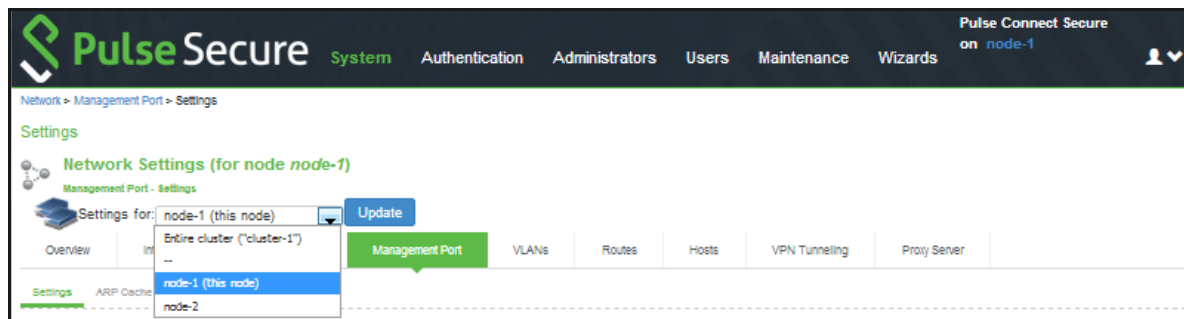 Pulse Secure
System Authentication Administrators Users Maintenance Wizards
Pulse Connect Secure
on node-1
Network > Management Port > Settings
Settings
Network Settings (for node node-1)
Management Port - Settings
Settings for: node-1 (this node) Update
Entire cluster ("cluster-1")
--
node-1 (this node)
node-2
Overview Management Port VLANs Routes Hosts VPN Tunneling Proxy Server
Settings ARP Cache